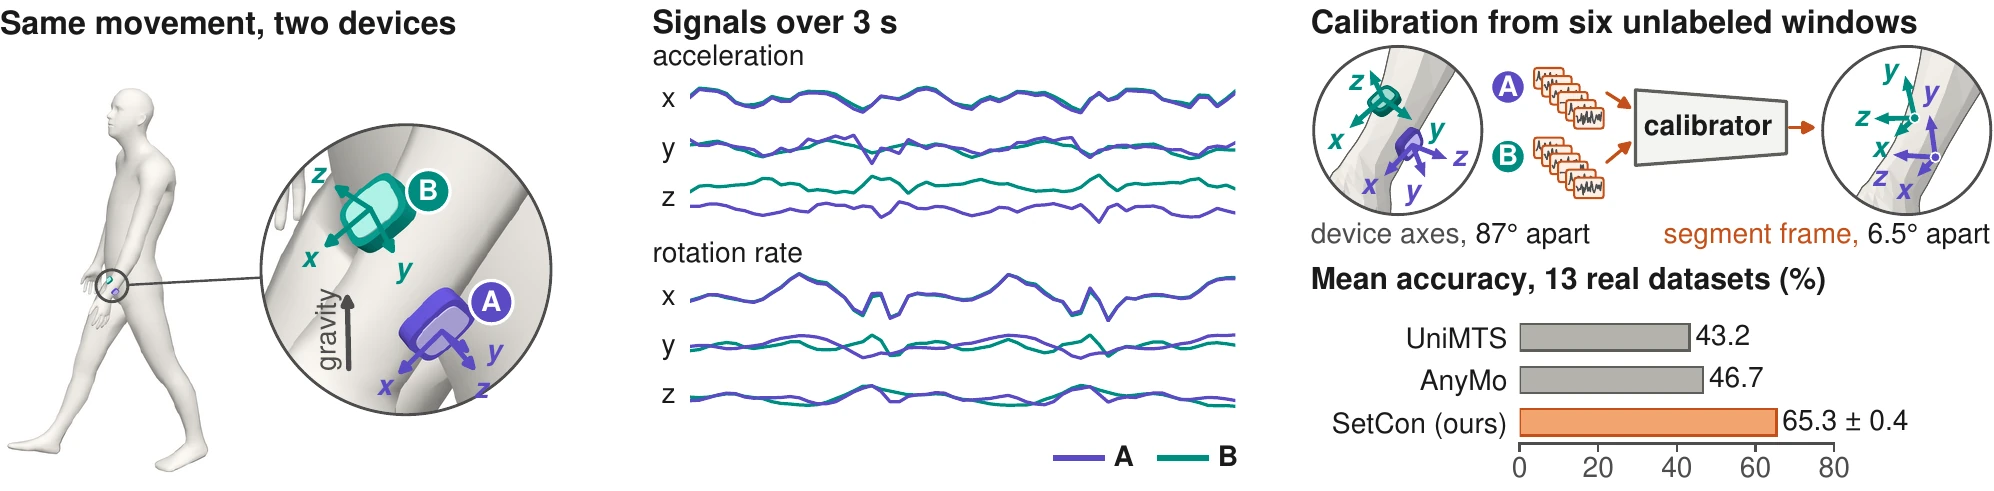 Same movement, two devices
z
B
x
y
gravity
A
y
x
z
Signals over 3 s
acceleration
x
y
z
rotation rate
x
y
z
A
B
Calibration from six unlabeled windows
z
x
y
z
x
y
A
B
calibrator
y
y
z
x
z
x
device axes, 87° apart
segment frame, 6.5° apart
Mean accuracy, 13 real datasets (%)
UniMTS 43.2
AnyMo 46.7
SetCon (ours) 65.3 ± 0.4
0 20 40 60 80